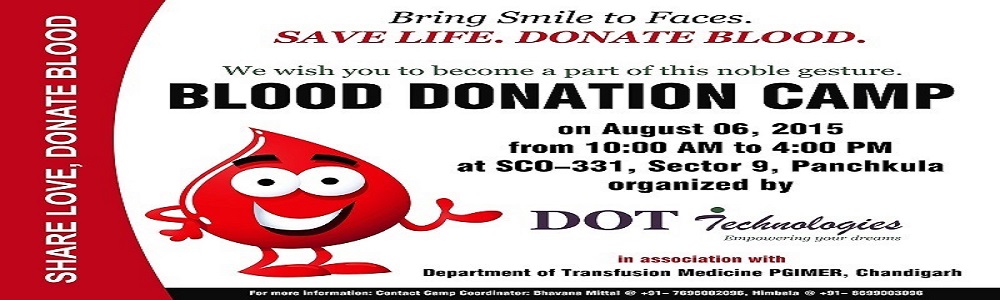 SHARE LOVE, DONATE BLOOD
Bring Smile to Faces.
SAVE LIFE. DONATE BLOOD.
We wish you to become a part of this noble gesture.
BLOOD DONATION CAMP
on August 06, 2015
from 10:00 AM to 4:00 PM
at SCO-331, Sector 9, Panchkula
organized by
DOT Technologies
Empowering your dreams
in association with
Department of Transfusion Medicine PGIMER, Chandigarh
For more information: Contact Camp Coordinator: Bhavana Mittal @ +91-